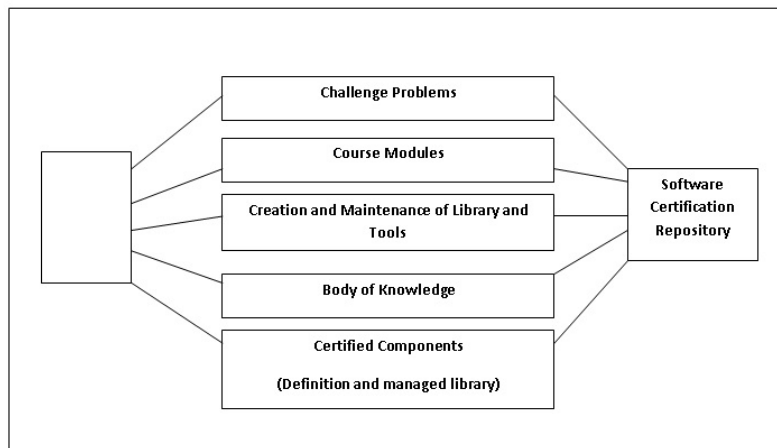 Challenge Problems
Course Modules
Creation and Maintenance of Library and
Tools
Body of Knowledge
Certified Components
(Definition and managed library)
Software
Certification
Repository